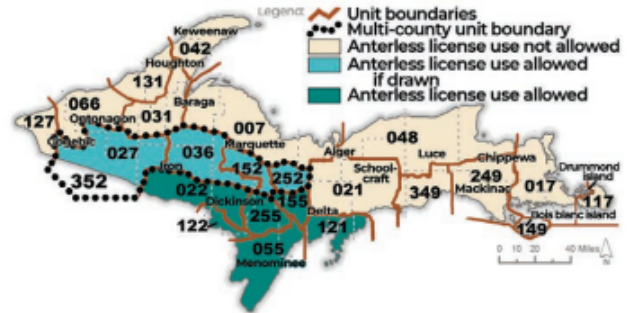 Legend:
Unit boundaries
Multi-county unit boundary
Anterless license use not allowed
Anterless license use allowed
if drawn
Anterless license use allowed
Keweenaw
042
Houghton
131
Baraga
066
Ontonagon
031
127
Gogebic
027
036
007
Marquette
Iron
152
252
352
022
Dickinson
155
255
122
055
Menominee
Delta
121
Alger
021
School-
craft
048
Luce
349
Chippewa
249
Mackinac
017
Drummond
Island
117
Bois blanc island
149
0 10 20 40 Miles
N